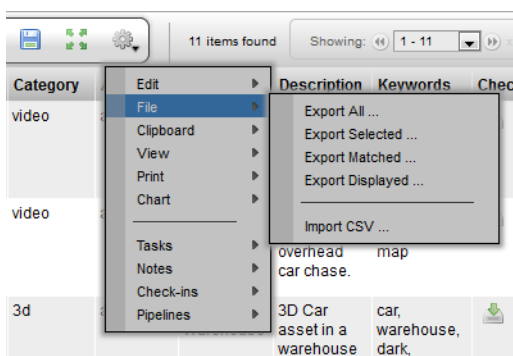 11 items found
Showing:
1 - 11
Category
Description
Keywords
Chec
video
Edit
File
Clipboard
View
Print
Chart
Tasks
Notes
Check-ins
Pipelines
Export All ...
Export Selected ...
Export Matched ...
Export Displayed ...
Import CSV ...
video
overhead
car chase.
map
3d
3D Car
asset in a
warehouse
car,
warehouse,
dark,